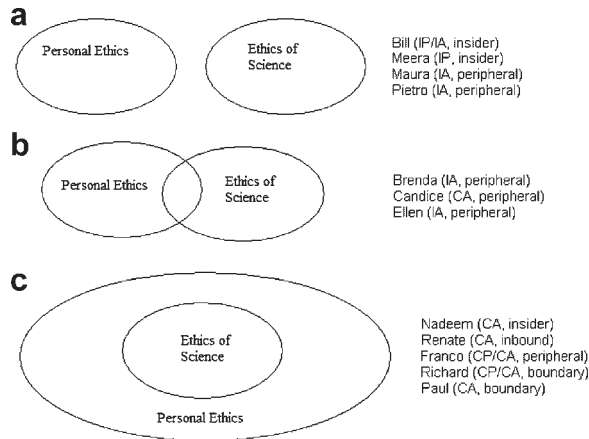 a
Personal Ethics
Ethics of
Science
Bill (IP/IA, insider)
Meera (IP, insider)
Maura (IA, peripheral)
Pietro (IA, peripheral)
b
Personal Ethics
Ethics of
Science
Brenda (IA, peripheral)
Candice (CA, peripheral)
Ellen (IA, peripheral)
c
Ethics of
Science
Personal Ethics
Nadeem (CA, insider)
Renate (CA, inbound)
Franco (CP/CA, peripheral)
Richard (CP/CA, boundary)
Paul (CA, boundary)